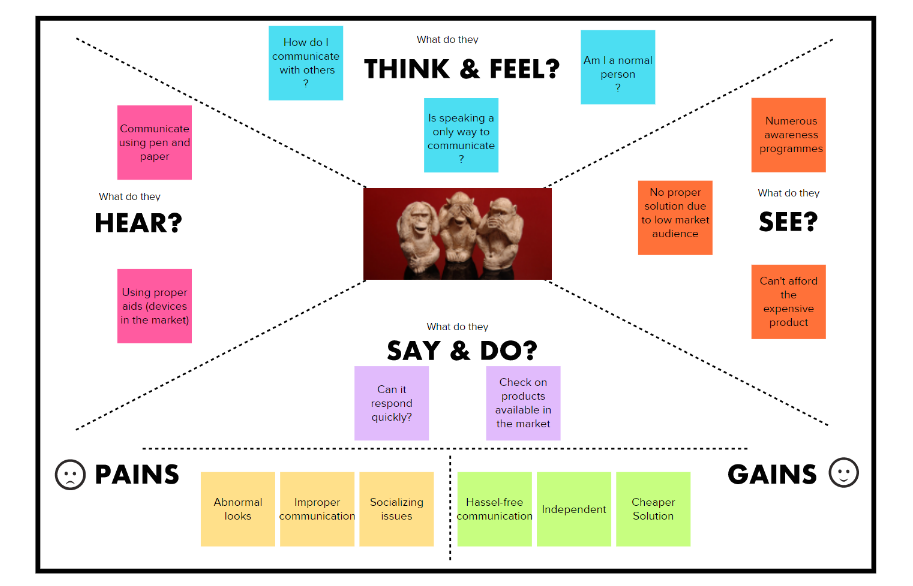 What do they
THINK & FEEL?
How do I
communicate
with others
?
Is speaking a
only way to
communicate
?
Am I a normal
person
?
What do they
HEAR?
Communicate
using pen and
paper
Using proper
aids (devices
in the market)
What do they
SEE?
Numerous
awareness
programmes
No proper
solution due
to low market
audience
Can't afford
the
expensive
product
What do they
SAY & DO?
Can it
respond
quickly?
Check on
products
available in
the market
PAINS
Abnormal
looks
Improper
communication
Socializing
issues
GAINS
Hassel-free
communication
Independent
Cheaper
Solution